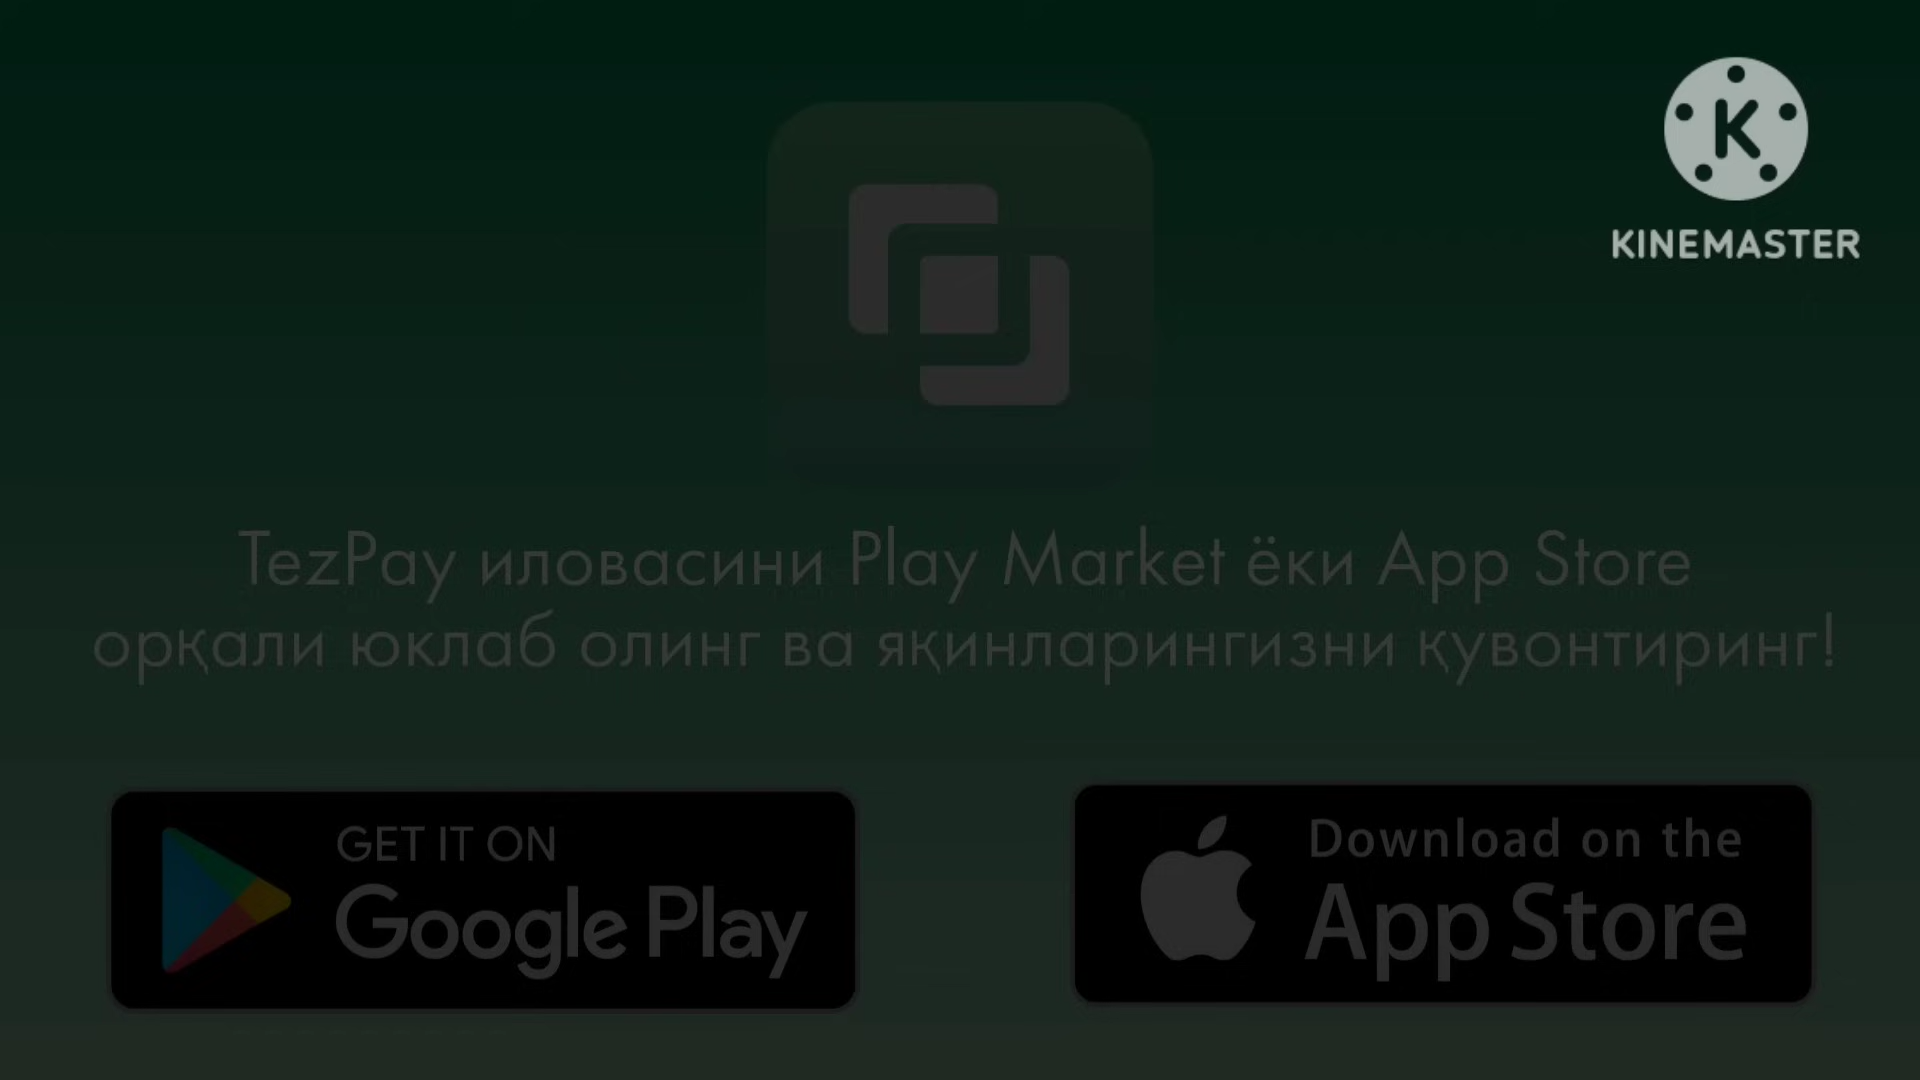 K
KINEMASTER
TezPay иловасини Play Market ёки App Store
орқали юклаб олинг ва яқинларингизни қувонтиринг!
GET IT ON
Google Play
Download on the
App Store